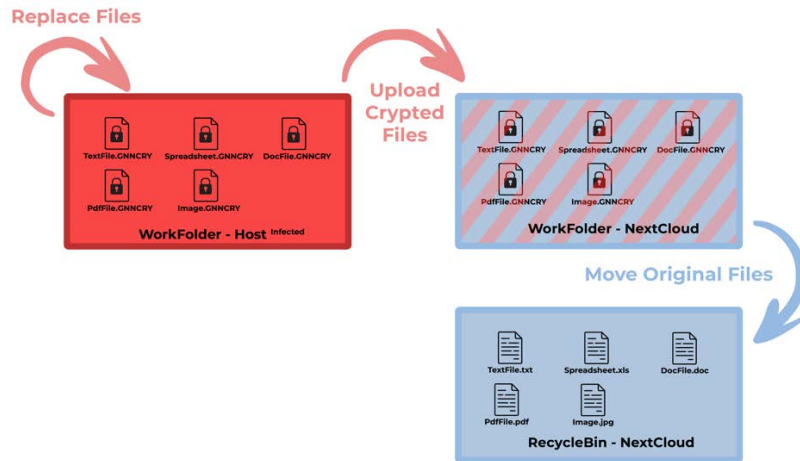 Replace Files
Upload
Crypted
Files
TextFile.GNNCRY Spreadsheet.GNNCRY DocFile.GNNCRY
PdfFile.GNNCRY Image.GNNCRY
WorkFolder - Host Infected
TextFile.GNNCRY Spreadsheet.GNNCRY DocFile.GNNCRY
PdfFile.GNNCRY Image.GNNCRY
WorkFolder - NextCloud
Move Original Files
TextFile.txt Spreadsheet.xls DocFile.doc
PdfFile.pdf Image.jpg
RecycleBin - NextCloud